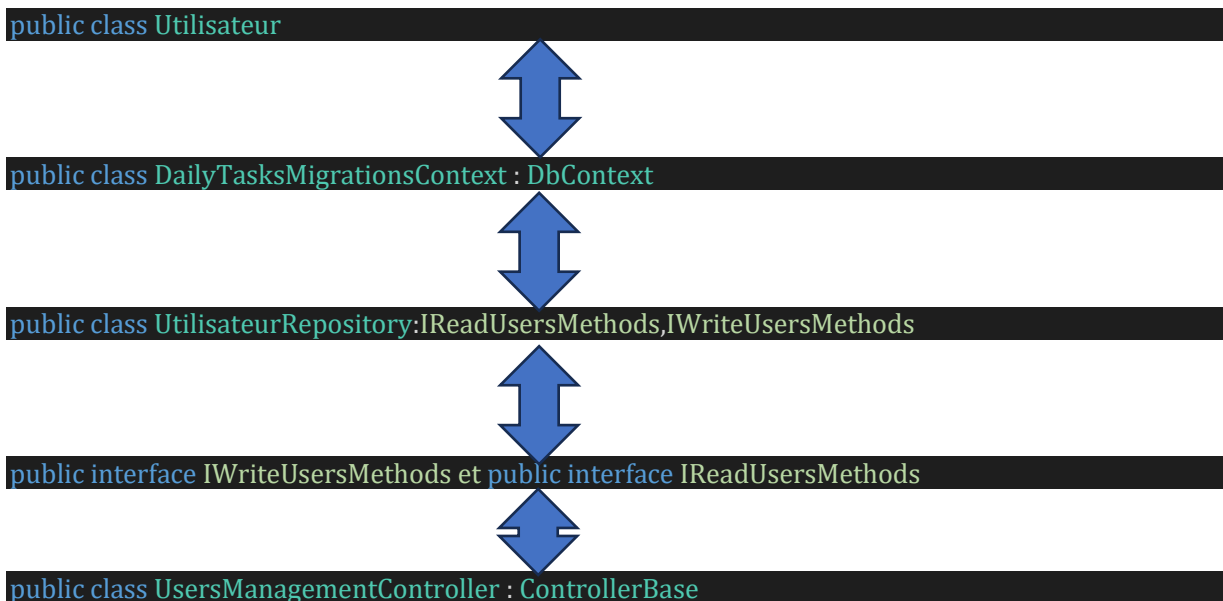 public class Utilisateur
public class DailyTasksMigrationsContext : DbContext
public class UtilisateurRepository:IReadUsersMethods,IWriteUsersMethods
public interface IWriteUsersMethods et public interface IReadUsersMethods
public class UsersManagementController : ControllerBase